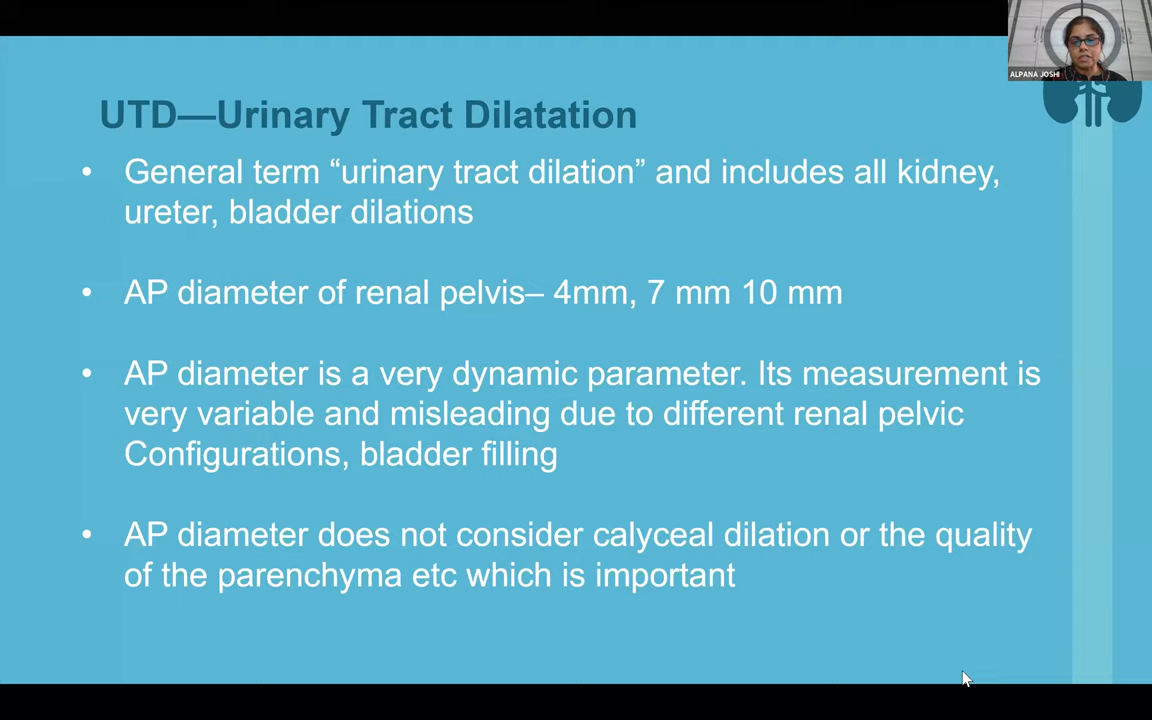 ALPANA JOSHI
UTD—Urinary Tract Dilatation
• General term “urinary tract dilation” and includes all kidney,
ureter, bladder dilations
• AP diameter of renal pelvis– 4mm, 7 mm 10 mm
• AP diameter is a very dynamic parameter. Its measurement is
very variable and misleading due to different renal pelvic
Configurations, bladder filling
• AP diameter does not consider calyceal dilation or the quality
of the parenchyma etc which is important